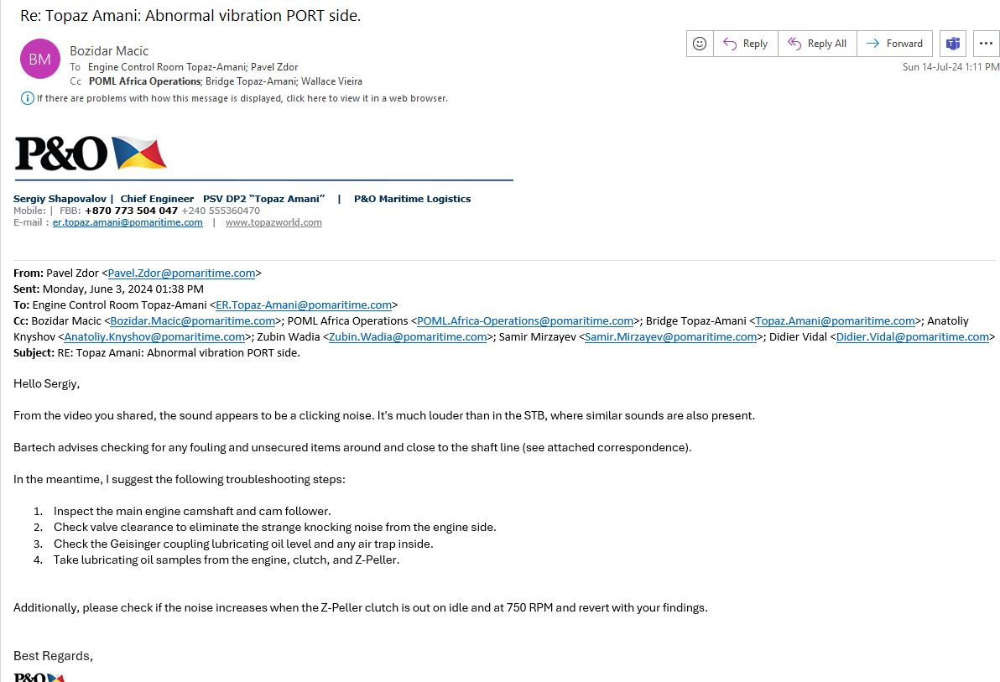 Re: Topaz Amani: Abnormal vibration PORT side.
BM
Bozidar Macic
To Engine Control Room Topaz-Amani; Pavel Zdor
Cc POML Africa Operations; Bridge Topaz-Amani; Wallace Vieira
Reply
Reply All
Forward
Sun 14-Jul-24 1:11 PM
If there are problems with how this message is displayed, click here to view it in a web browser.
P&O
Sergiy Shapovalov | Chief Engineer PSV DP2 “Topaz Amani” | P&O Maritime Logistics
Mobile: | FBB: +870 773 504 047 +240 555360470
E-mail : er.topaz.amani@pomaritime.com | www.topazworld.com
From: Pavel Zdor <Pavel.Zdor@pomaritime.com>
Sent: Monday, June 3, 2024 01:38 PM
To: Engine Control Room Topaz-Amani <ER.Topaz-Amani@pomaritime.com>
Cc: Bozidar Macic <Bozidar.Macic@pomaritime.com>; POML Africa Operations <POML.Africa-Operations@pomaritime.com>; Bridge Topaz-Amani <Topaz.Amani@pomaritime.com>; Anatoliy
Knyshov <Anatoliy.Knyshov@pomaritime.com>; Zubin Wadia <Zubin.Wadia@pomaritime.com>; Samir Mirzayev <Samir.Mirzayev@pomaritime.com>; Didier Vidal <Didier.Vidal@pomaritime.com>
Subject: RE: Topaz Amani: Abnormal vibration PORT side.
Hello Sergiy,
From the video you shared, the sound appears to be a clicking noise. It's much louder than in the STB, where similar sounds are also present.
Bartech advises checking for any fouling and unsecured items around and close to the shaft line (see attached correspondence).
In the meantime, I suggest the following troubleshooting steps:
1. Inspect the main engine camshaft and cam follower.
2. Check valve clearance to eliminate the strange knocking noise from the engine side.
3. Check the Geisinger coupling lubricating oil level and any air trap inside.
4. Take lubricating oil samples from the engine, clutch, and Z-Peller.
Additionally, please check if the noise increases when the Z-Peller clutch is out on idle and at 750 RPM and revert with your findings.
Best Regards,
P&O